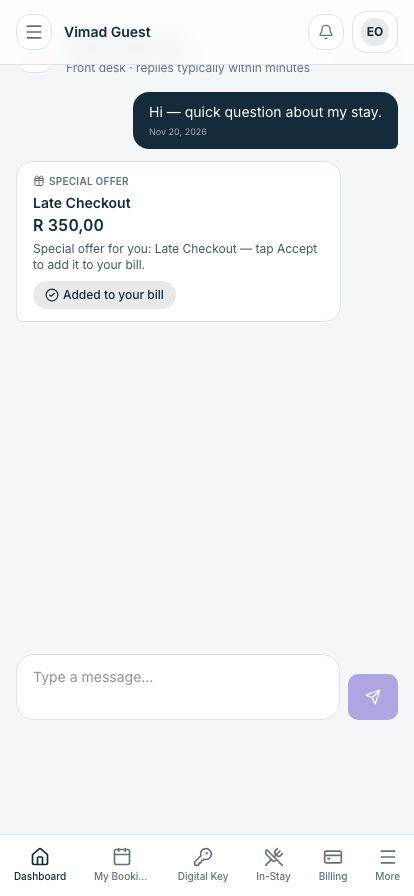 Vimad Guest
EO
Front desk · replies typically within minutes
Hi — quick question about my stay.
Nov 20, 2026
SPECIAL OFFER
Late Checkout
R 350,00
Special offer for you: Late Checkout — tap Accept
to add it to your bill.
Added to your bill
Type a message...
Dashboard
My Booki...
Digital Key
In-Stay
Billing
More